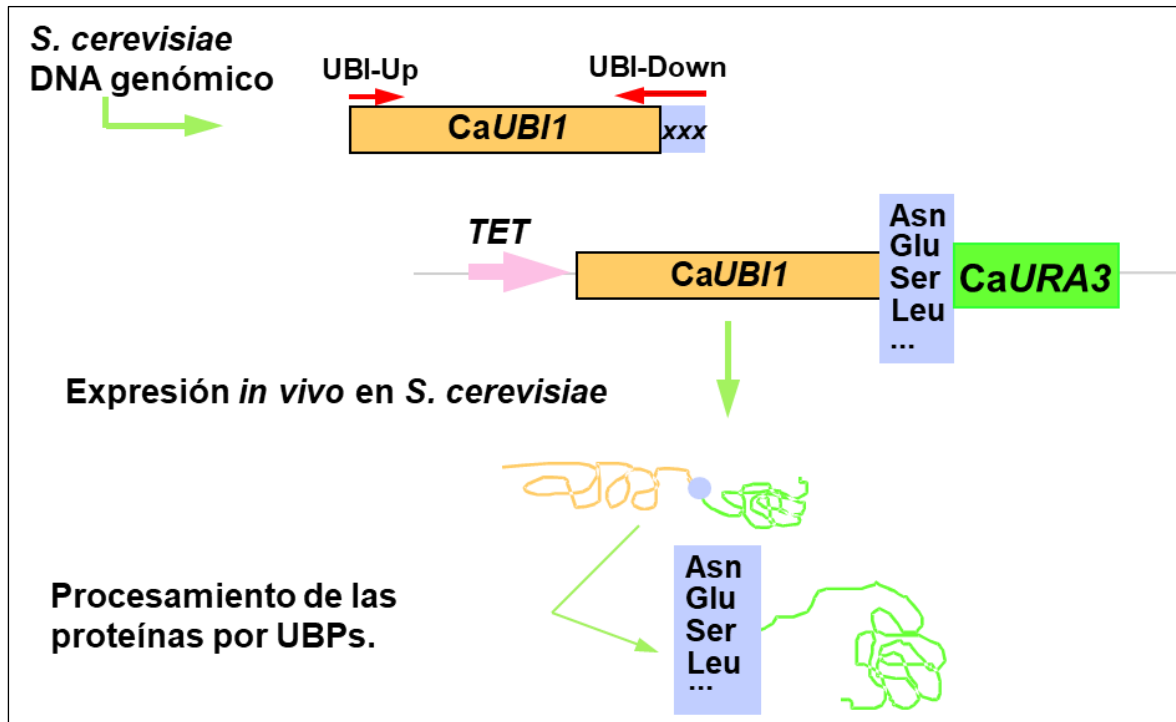 S. cerevisiae
DNA genómico
UBI-Up
UBI-Down
CaUBI1
xxx
TET
CaUBI1
Asn
Glu
Ser
Leu
...
CaURA3
Expresión in vivo en S. cerevisiae
Procesamiento de las
proteínas por UBPs.
Asn
Glu
Ser
Leu
...